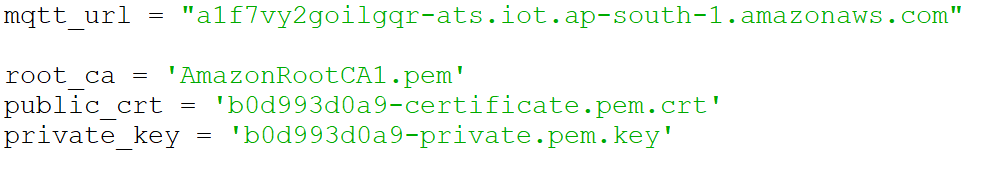 mqtt_url = "a1f7vy2goilgqr-ats.iot.ap-south-1.amazonaws.com"
root_ca = 'AmazonRootCA1.pem'
public_crt = 'b0d993d0a9-certificate.pem.crt'
private_key = 'b0d993d0a9-private.pem.key'